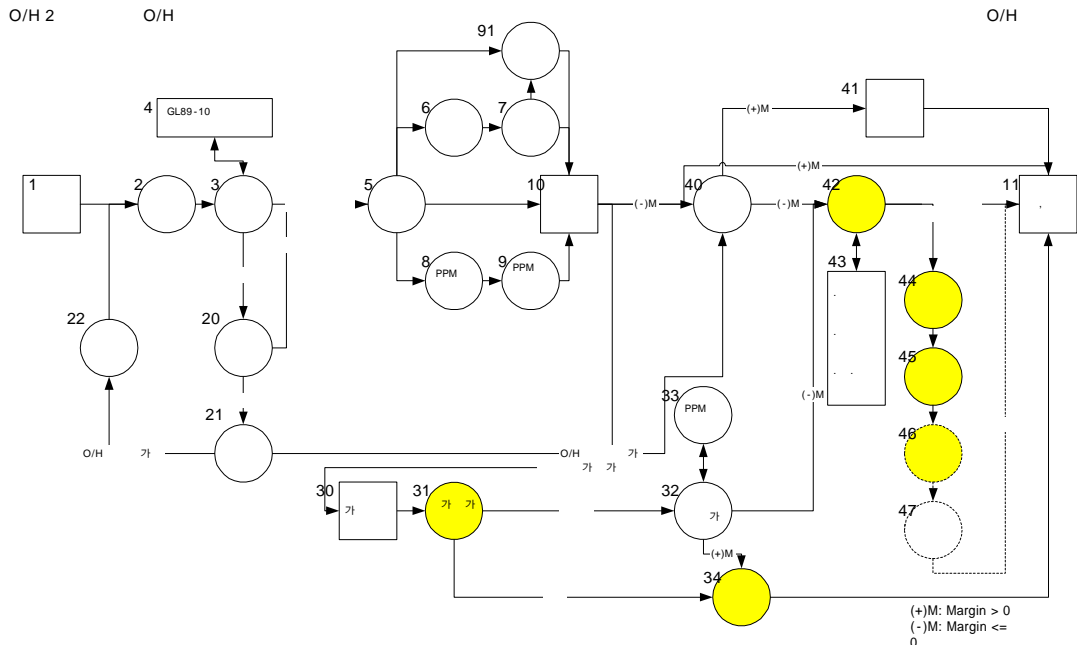 O/H 2
O/H
O/H
91
41
4
GL89-10
6
7
(+)M
(+)M
1
2
3
5
10
(-)M
40
(-)M
42
11
,
8
PPM
9
PPM
43
.
.
. .
44
22
20
45
(-)M
33
PPM
21
46
O/H 가
O/H 가
가 가
30
가
31
가 가
32
가
47
(+)M
34
(+)M: Margin > 0
(-)M: Margin <=
0